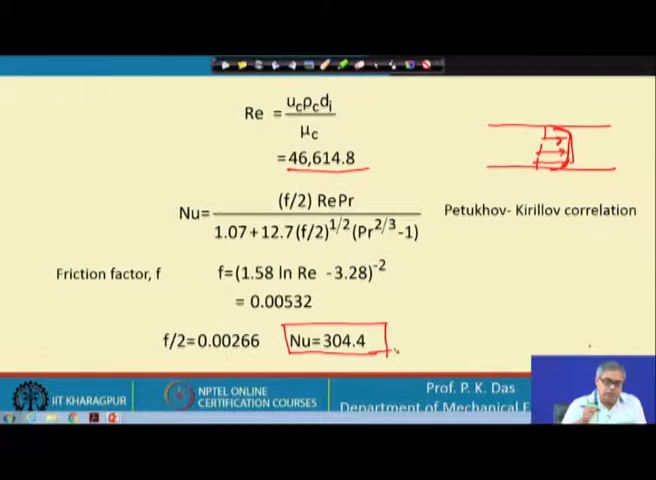 Re = u_cρ_cd_i / μ_c
= 46,614.8
Nu= (f/2) RePr / 1.07+12.7(f/2)^1/2 (Pr^2/3 -1)
Petukhov- Kirillov correlation
Friction factor, f
f=(1.58 ln Re -3.28)^-2
= 0.00532
f/2=0.00266
Nu=304.4
IIT KHARAGPUR
NPTEL ONLINE
CERTIFICATION COURSES
Prof. P. K. Das
Department of Mechanical E